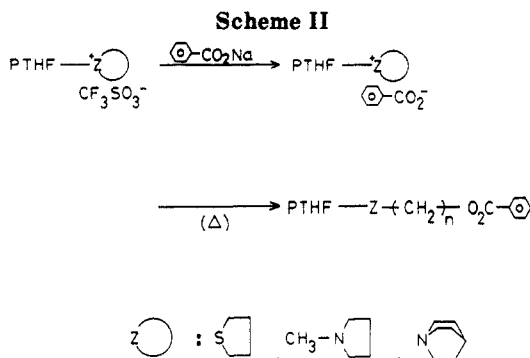 Scheme II
PTHF —Z⁺ CO₂Na PTHF —Z⁺
CF₃SO₃⁻ CO₂⁻
(△) PTHF —Z-(CH₂)n-O₂C
Z : S , CH₃-N , N